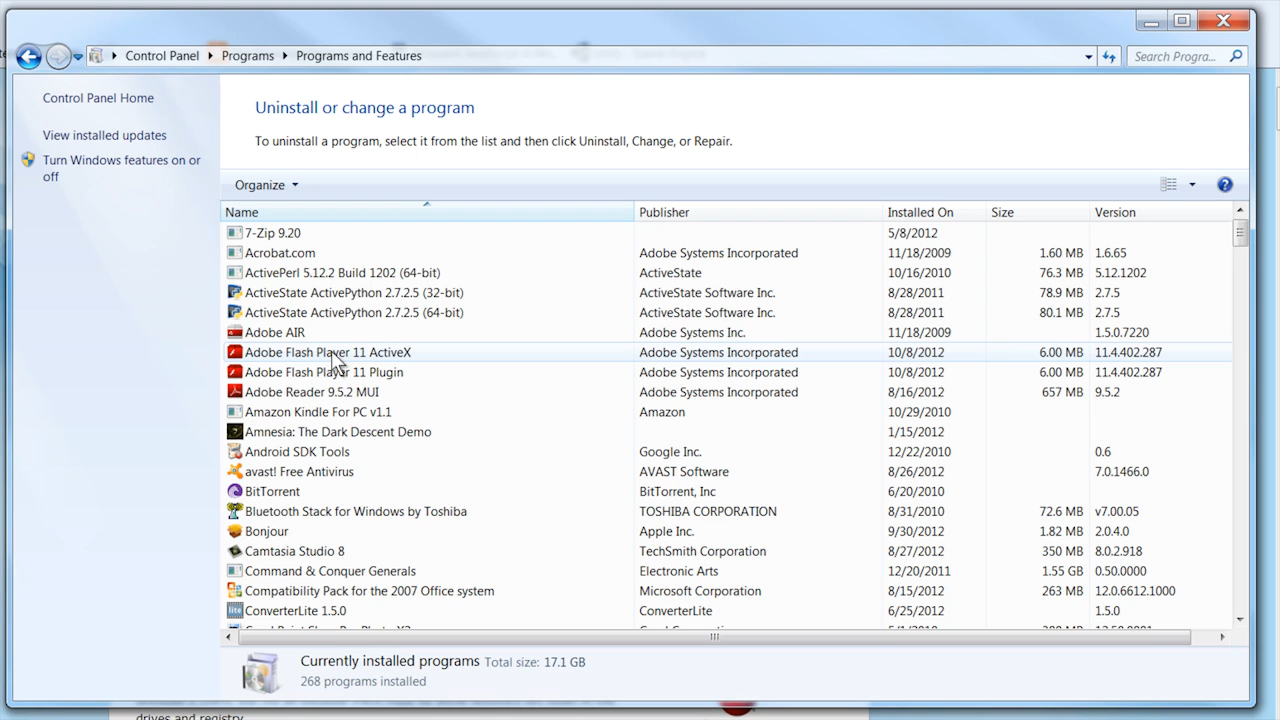 Control Panel Programs Programs and Features Search Progra...
Control Panel Home
View installed updates
Turn Windows features on or
off
Uninstall or change a program
To uninstall a program, select it from the list and then click Uninstall, Change, or Repair.
Organize
Name Publisher Installed On Size Version
7-Zip 9.20 5/8/2012
Acrobat.com Adobe Systems Incorporated 11/18/2009 1.60 MB 1.6.65
ActivePerl 5.12.2 Build 1202 (64-bit) ActiveState 10/16/2010 76.3 MB 5.12.1202
ActiveState ActivePython 2.7.2.5 (32-bit) ActiveState Software Inc. 8/28/2011 78.9 MB 2.7.5
ActiveState ActivePython 2.7.2.5 (64-bit) ActiveState Software Inc. 8/28/2011 80.1 MB 2.7.5
Adobe AIR Adobe Systems Inc. 11/18/2009 1.5.0.7220
Adobe Flash Player 11 ActiveX Adobe Systems Incorporated 10/8/2012 6.00 MB 11.4.402.287
Adobe Flash Player 11 Plugin Adobe Systems Incorporated 10/8/2012 6.00 MB 11.4.402.287
Adobe Reader 9.5.2 MUI Adobe Systems Incorporated 8/16/2012 657 MB 9.5.2
Amazon Kindle For PC v1.1 Amazon 10/29/2010
Amnesia: The Dark Descent Demo 1/15/2012
Android SDK Tools Google Inc. 12/22/2010 0.6
avast! Free Antivirus AVAST Software 8/26/2012 7.0.1466.0
BitTorrent BitTorrent, Inc 6/20/2010
Bluetooth Stack for Windows by Toshiba TOSHIBA CORPORATION 8/31/2010 72.6 MB v7.00.05
Bonjour Apple Inc. 9/30/2012 1.82 MB 2.0.4.0
Camtasia Studio 8 TechSmith Corporation 8/27/2012 350 MB 8.0.2.918
Command & Conquer Generals Electronic Arts 12/20/2011 1.55 GB 0.50.0000
Compatibility Pack for the 2007 Office system Microsoft Corporation 8/15/2012 263 MB 12.0.6612.1000
ConverterLite 1.5.0 ConverterLite 6/25/2012 1.5.0
Currently installed programs Total size: 17.1 GB
268 programs installed
drives and registry